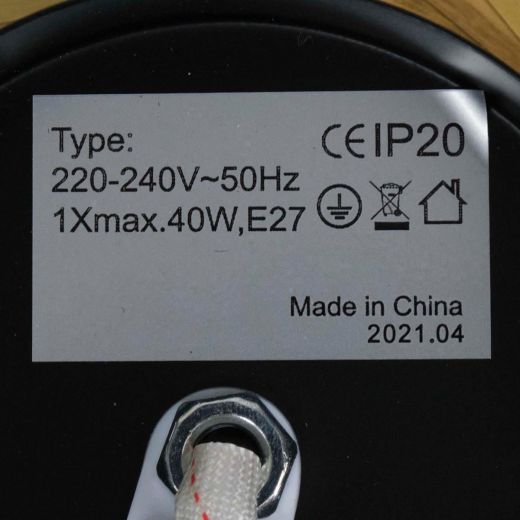 Type: CE IP20
220-240V~50Hz
1Xmax.40W,E27
Made in China
2021.04